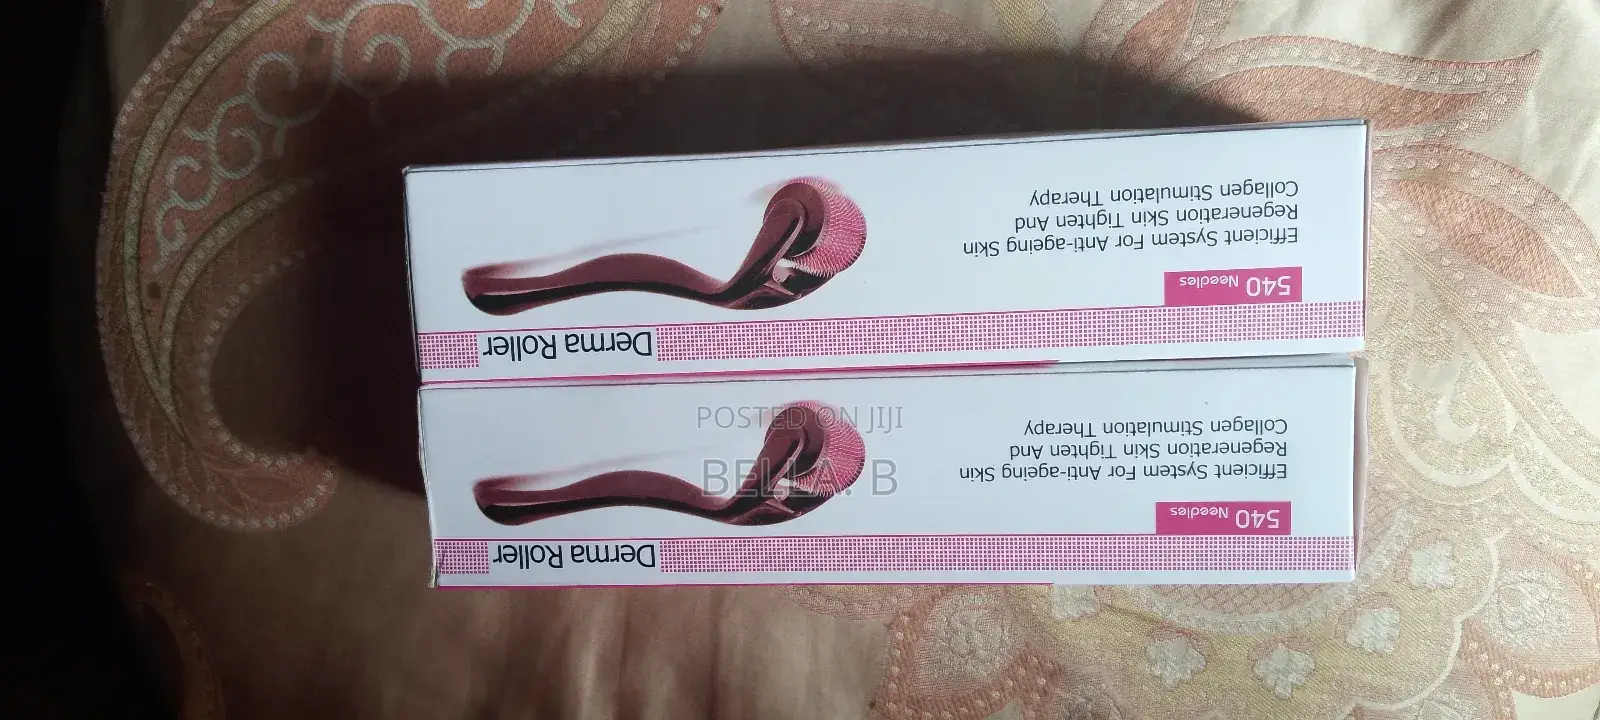 Derma Roller
540 Needles
Efficient System For Anti-ageing Skin
Regeneration Skin Tighten And
Collagen Stimulation Therapy
Derma Roller
540 Needles
Efficient System For Anti-ageing Skin
Regeneration Skin Tighten And
Collagen Stimulation Therapy
POSTED ON JIJI
BELLA. B